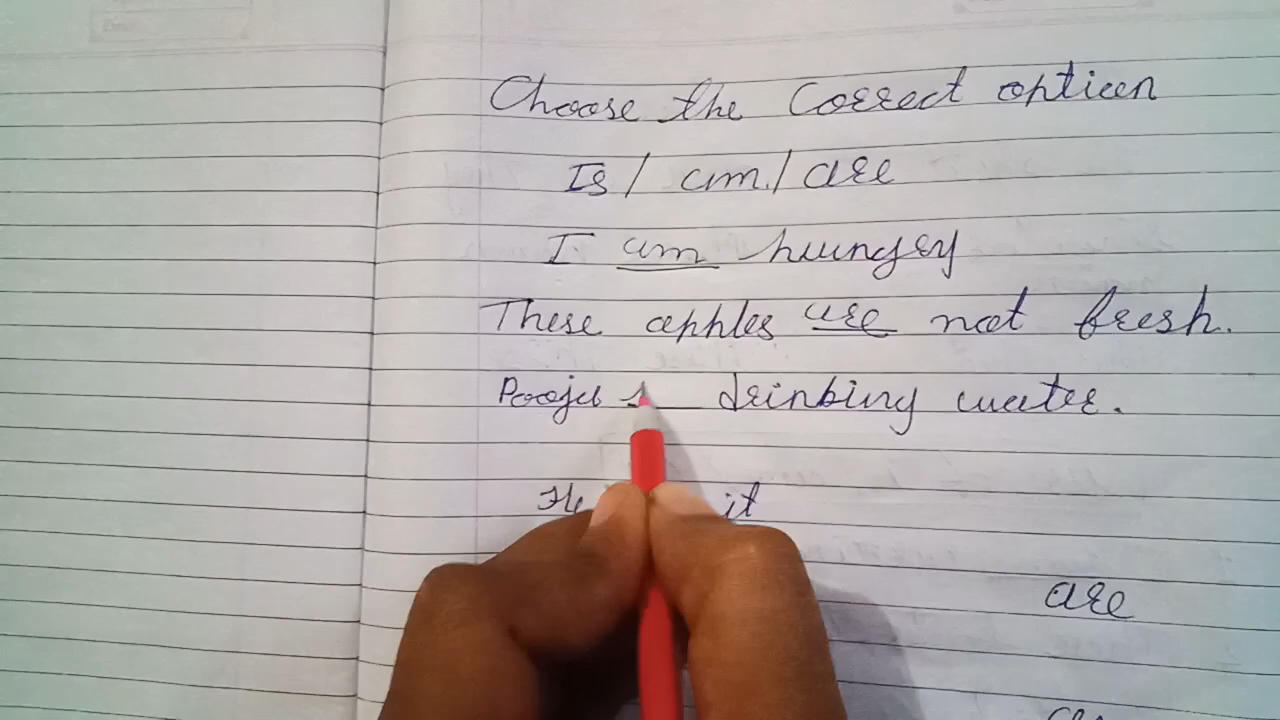 Choose the Correct option
Is / am / are
I am hungry
These apples are not fresh.
Pooja drinking water.
He it
are